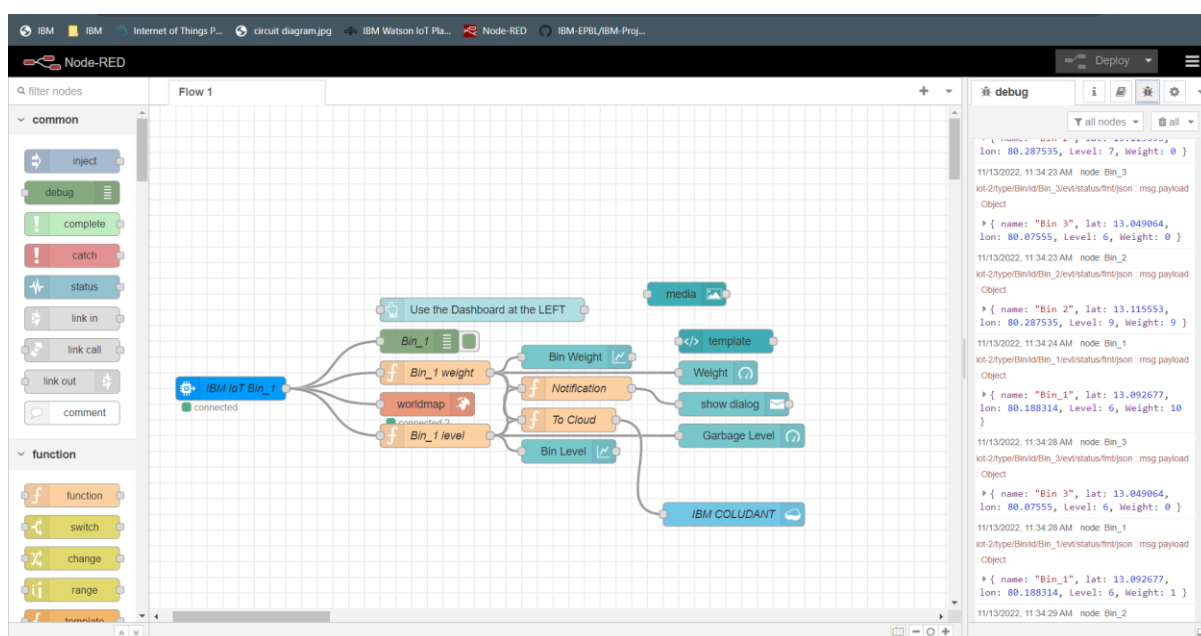 IBM IBM Internet of Things P... circuit diagram.jpg IBM Watson IoT Pla... Node-RED IBM-EPBL/IBM-Proj...
Node-RED Deploy
filter nodes
Flow 1
debug i
all nodes all
common
inject
debug
complete
catch
status
link in
link call
link out
comment
function
function
switch
change
range
template
Use the Dashboard at the LEFT
media
Bin_1
template
Bin Weight
Bin_1 weight
Weight
IBM IoT Bin_1
connected
Notification
worldmap
show dialog
connected 2
To Cloud
Bin_1 level
Garbage Level
Bin Level
IBM COLUDANT
lon: 80.287535, Level: 7, Weight: 0 }
11/13/2022, 11:34:23 AM node: Bin_3
iot-2/type/Bin/id/Bin_3/evt/status/fmt/json : msg.payload
: Object
{ name: "Bin 3", lat: 13.049064,
lon: 80.07555, Level: 6, Weight: 0 }
11/13/2022, 11:34:23 AM node: Bin_2
iot-2/type/Bin/id/Bin_2/evt/status/fmt/json : msg.payload
: Object
{ name: "Bin 2", lat: 13.115553,
lon: 80.287535, Level: 9, Weight: 9 }
11/13/2022, 11:34:24 AM node: Bin_1
iot-2/type/Bin/id/Bin_1/evt/status/fmt/json : msg.payload
: Object
{ name: "Bin_1", lat: 13.092677,
lon: 80.188314, Level: 6, Weight: 10
}
11/13/2022, 11:34:28 AM node: Bin_3
iot-2/type/Bin/id/Bin_3/evt/status/fmt/json : msg.payload
: Object
{ name: "Bin 3", lat: 13.049064,
lon: 80.07555, Level: 6, Weight: 0 }
11/13/2022, 11:34:28 AM node: Bin_1
iot-2/type/Bin/id/Bin_1/evt/status/fmt/json : msg.payload
: Object
{ name: "Bin_1", lat: 13.092677,
lon: 80.188314, Level: 6, Weight: 1 }
11/13/2022, 11:34:29 AM node: Bin_2